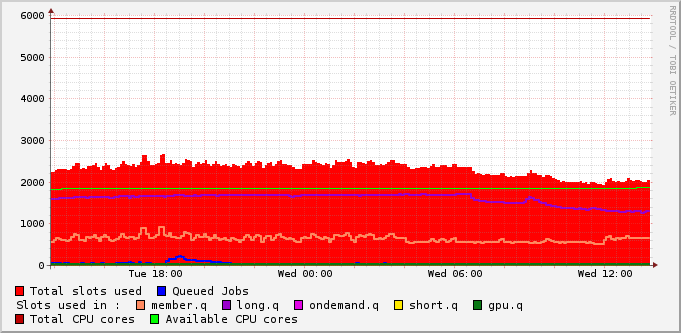 RRDTOOL / TOBI OETIKER
6000
5000
4000
3000
2000
1000
0
Tue 18:00 Wed 00:00 Wed 06:00 Wed 12:00
Total slots used Queued Jobs
Slots used in : member.q long.q ondemand.q short.q gpu.q
Total CPU cores Available CPU cores